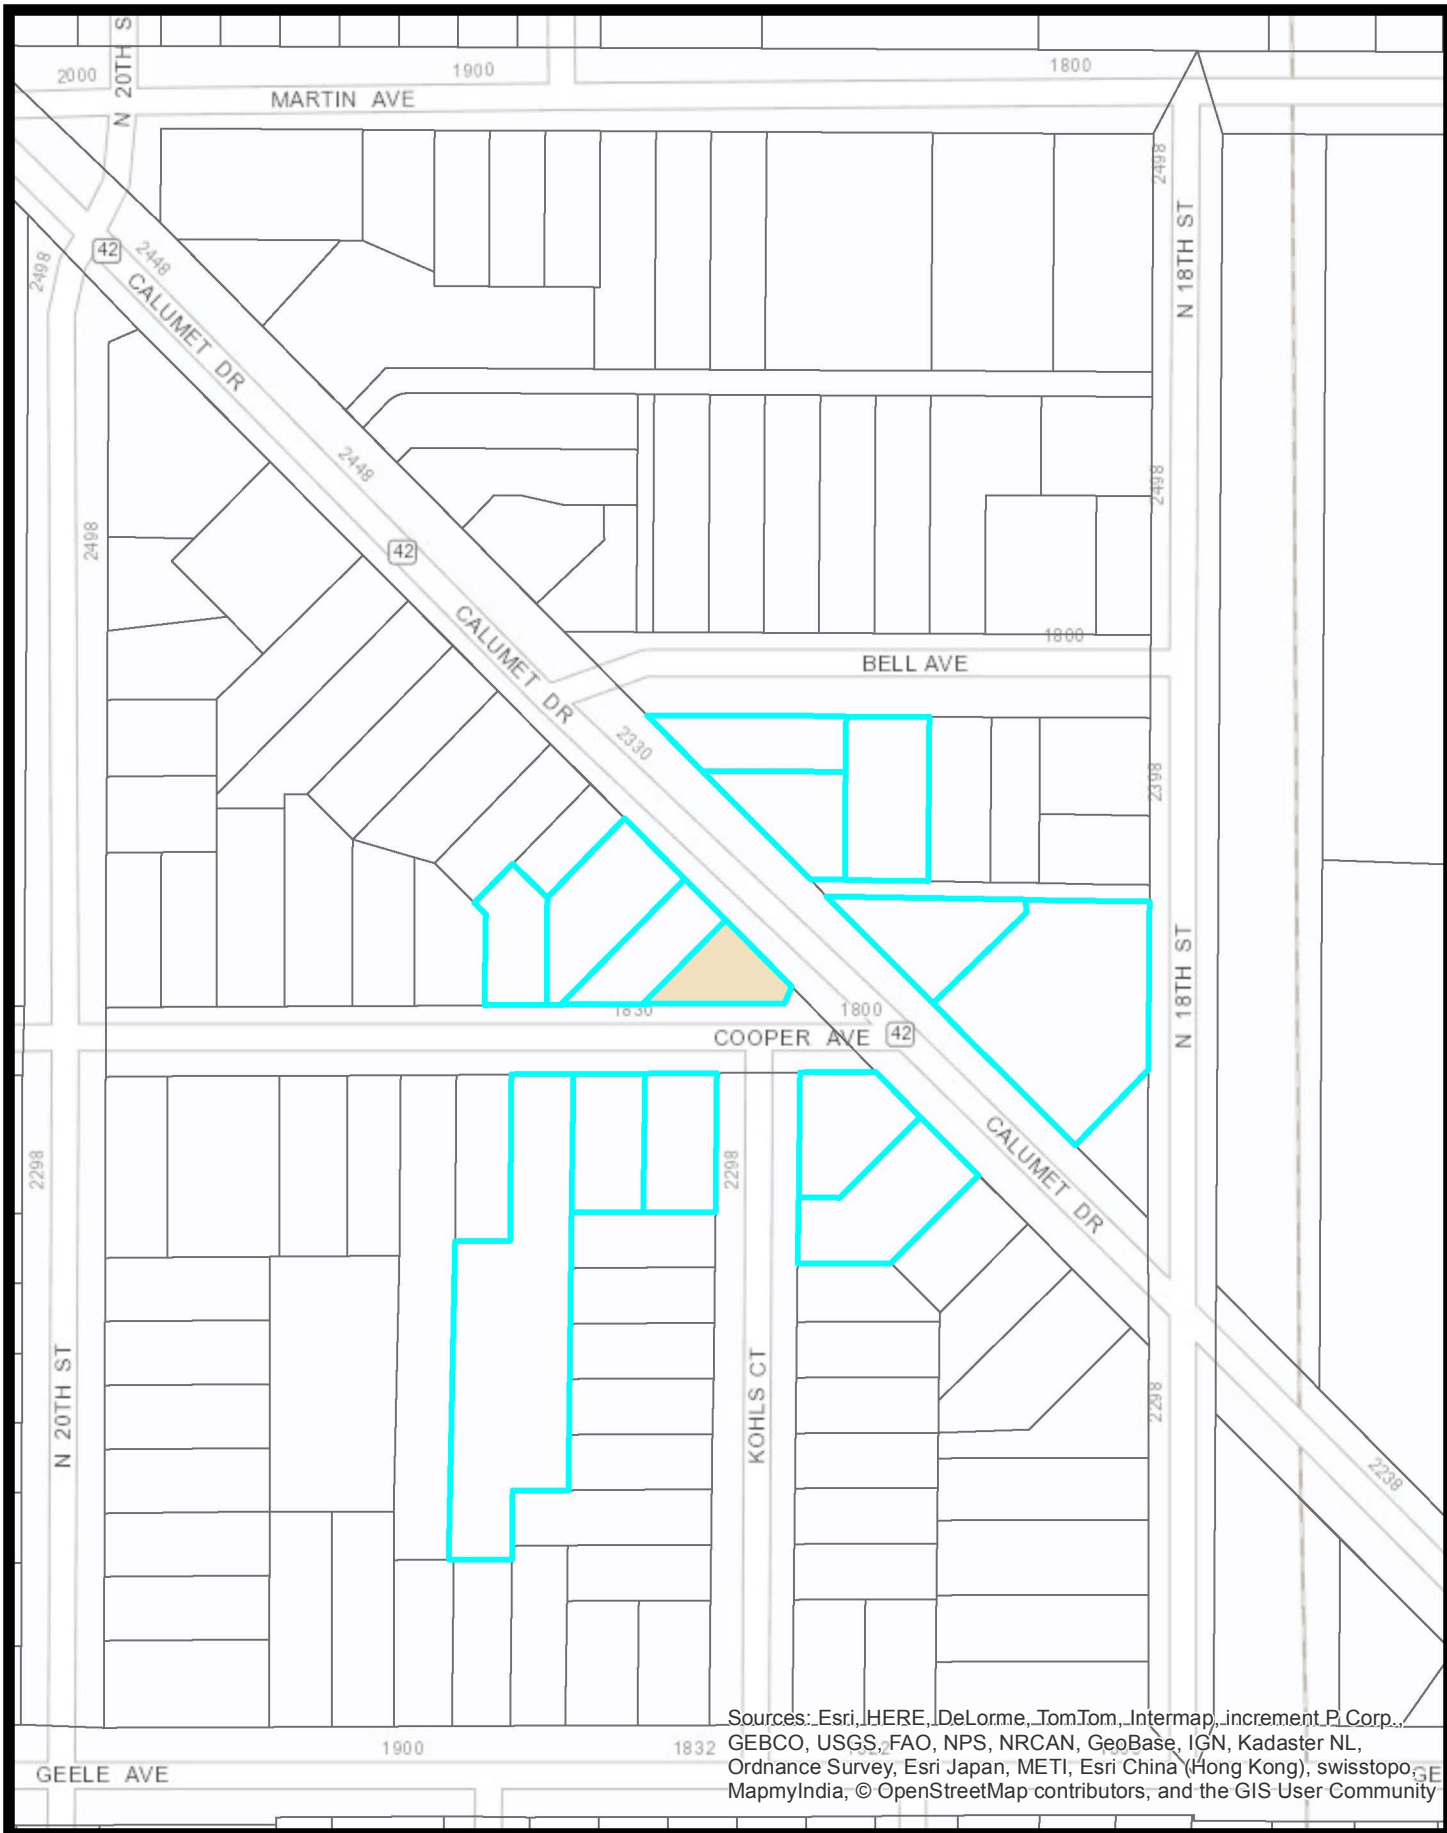 N 20TH S
2000
1900
1800
MARTIN AVE
2498
N 18TH ST
42
2448
2498
CALUMET DR
2448
2498
2498
42
CALUMET DR
1800
BELL AVE
2330
2398
N 18TH ST
1830
1800
COOPER AVE
42
CALUMET DR
2298
2298
N 20TH ST
KOHLS CT
2298
2238
Sources: Esri, HERE, DeLorme, TomTom, Intermap, increment P Corp.,
GEBCO, USGS, FAO, NPS, NRCAN, GeoBase, IGN, Kadaster NL,
Ordnance Survey, Esri Japan, METI, Esri China (Hong Kong), swisstopo,
MapmyIndia, © OpenStreetMap contributors, and the GIS User Community
1900
1832
GEELE AVE
GE